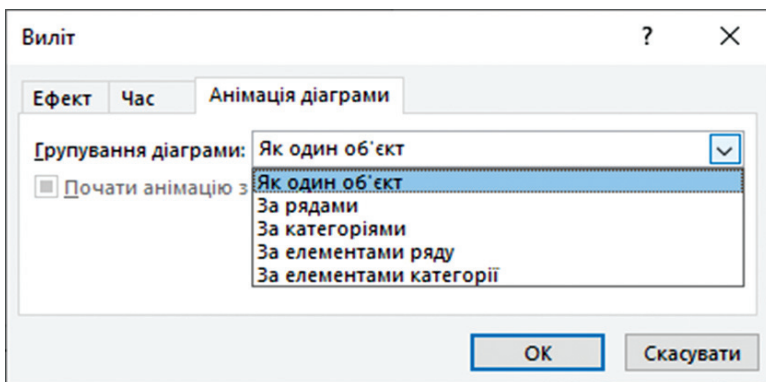 Виліт ?
Ефект Час Анімація діаграми
Групування діаграми: Як один об'єкт
Почати анімацію з
Як один об'єкт
За рядами
За категоріями
За елементами ряду
За елементами категорії
ОК Скасувати